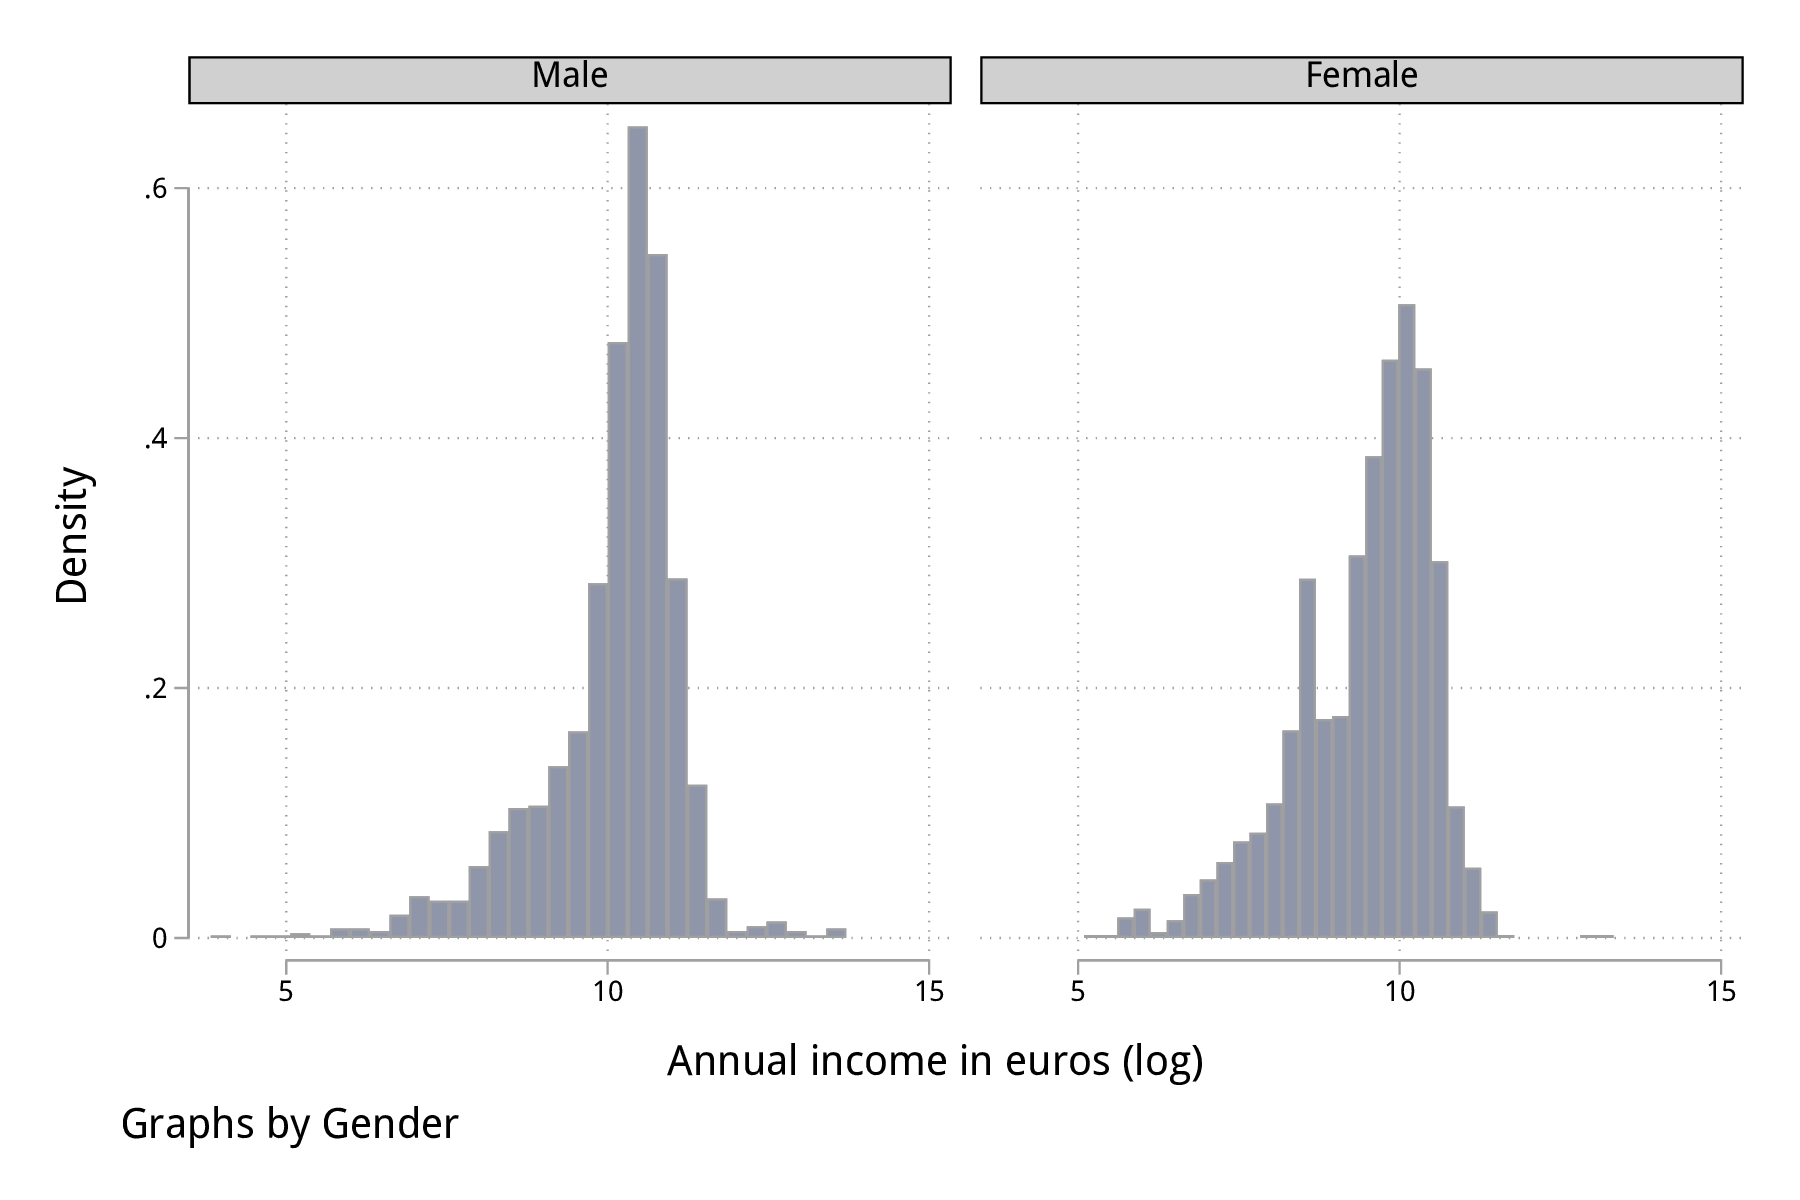 Male
Female
.6
.4
.2
0
Density
5 10 15
5 10 15
Annual income in euros (log)
Graphs by Gender